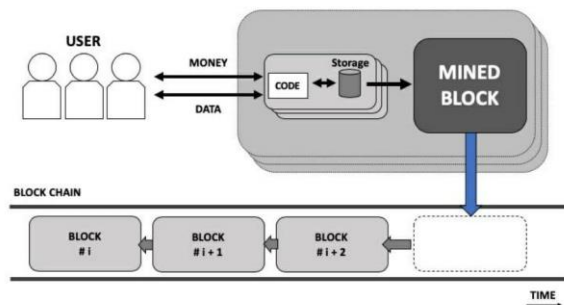 USER
MONEY
DATA
CODE
Storage
MINED
BLOCK
BLOCK CHAIN
BLOCK
# i
BLOCK
# i + 1
BLOCK
# i + 2
TIME